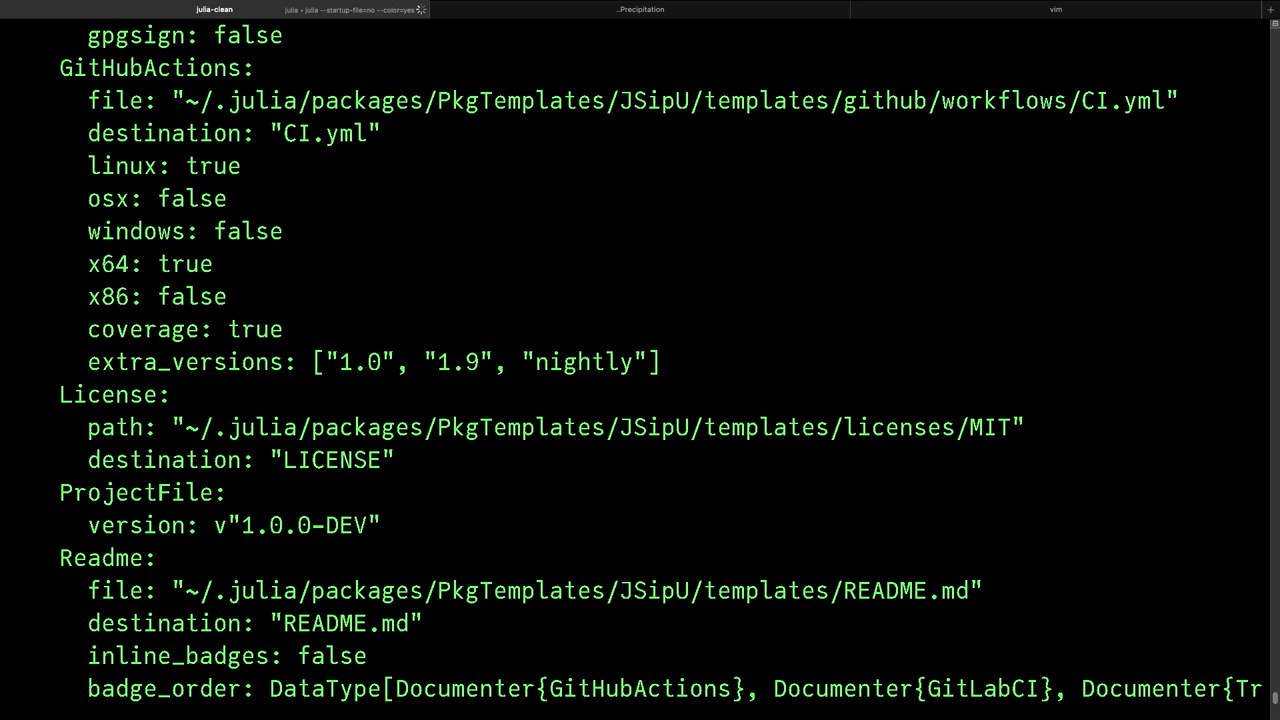 julia-clean
julia • julia --startup-file=no --color=yes
..Precipitation
vim
gpgsign: false
GitHubActions:
file: "~/.julia/packages/PkgTemplates/JSipU/templates/github/workflows/CI.yml"
destination: "CI.yml"
linux: true
osx: false
windows: false
x64: true
x86: false
coverage: true
extra_versions: ["1.0", "1.9", "nightly"]
License:
path: "~/.julia/packages/PkgTemplates/JSipU/templates/licenses/MIT"
destination: "LICENSE"
ProjectFile:
version: v"1.0.0-DEV"
Readme:
file: "~/.julia/packages/PkgTemplates/JSipU/templates/README.md"
destination: "README.md"
inline_badges: false
badge_order: DataType[Documenter{GitHubActions}, Documenter{GitLabCI}, Documenter{Tr